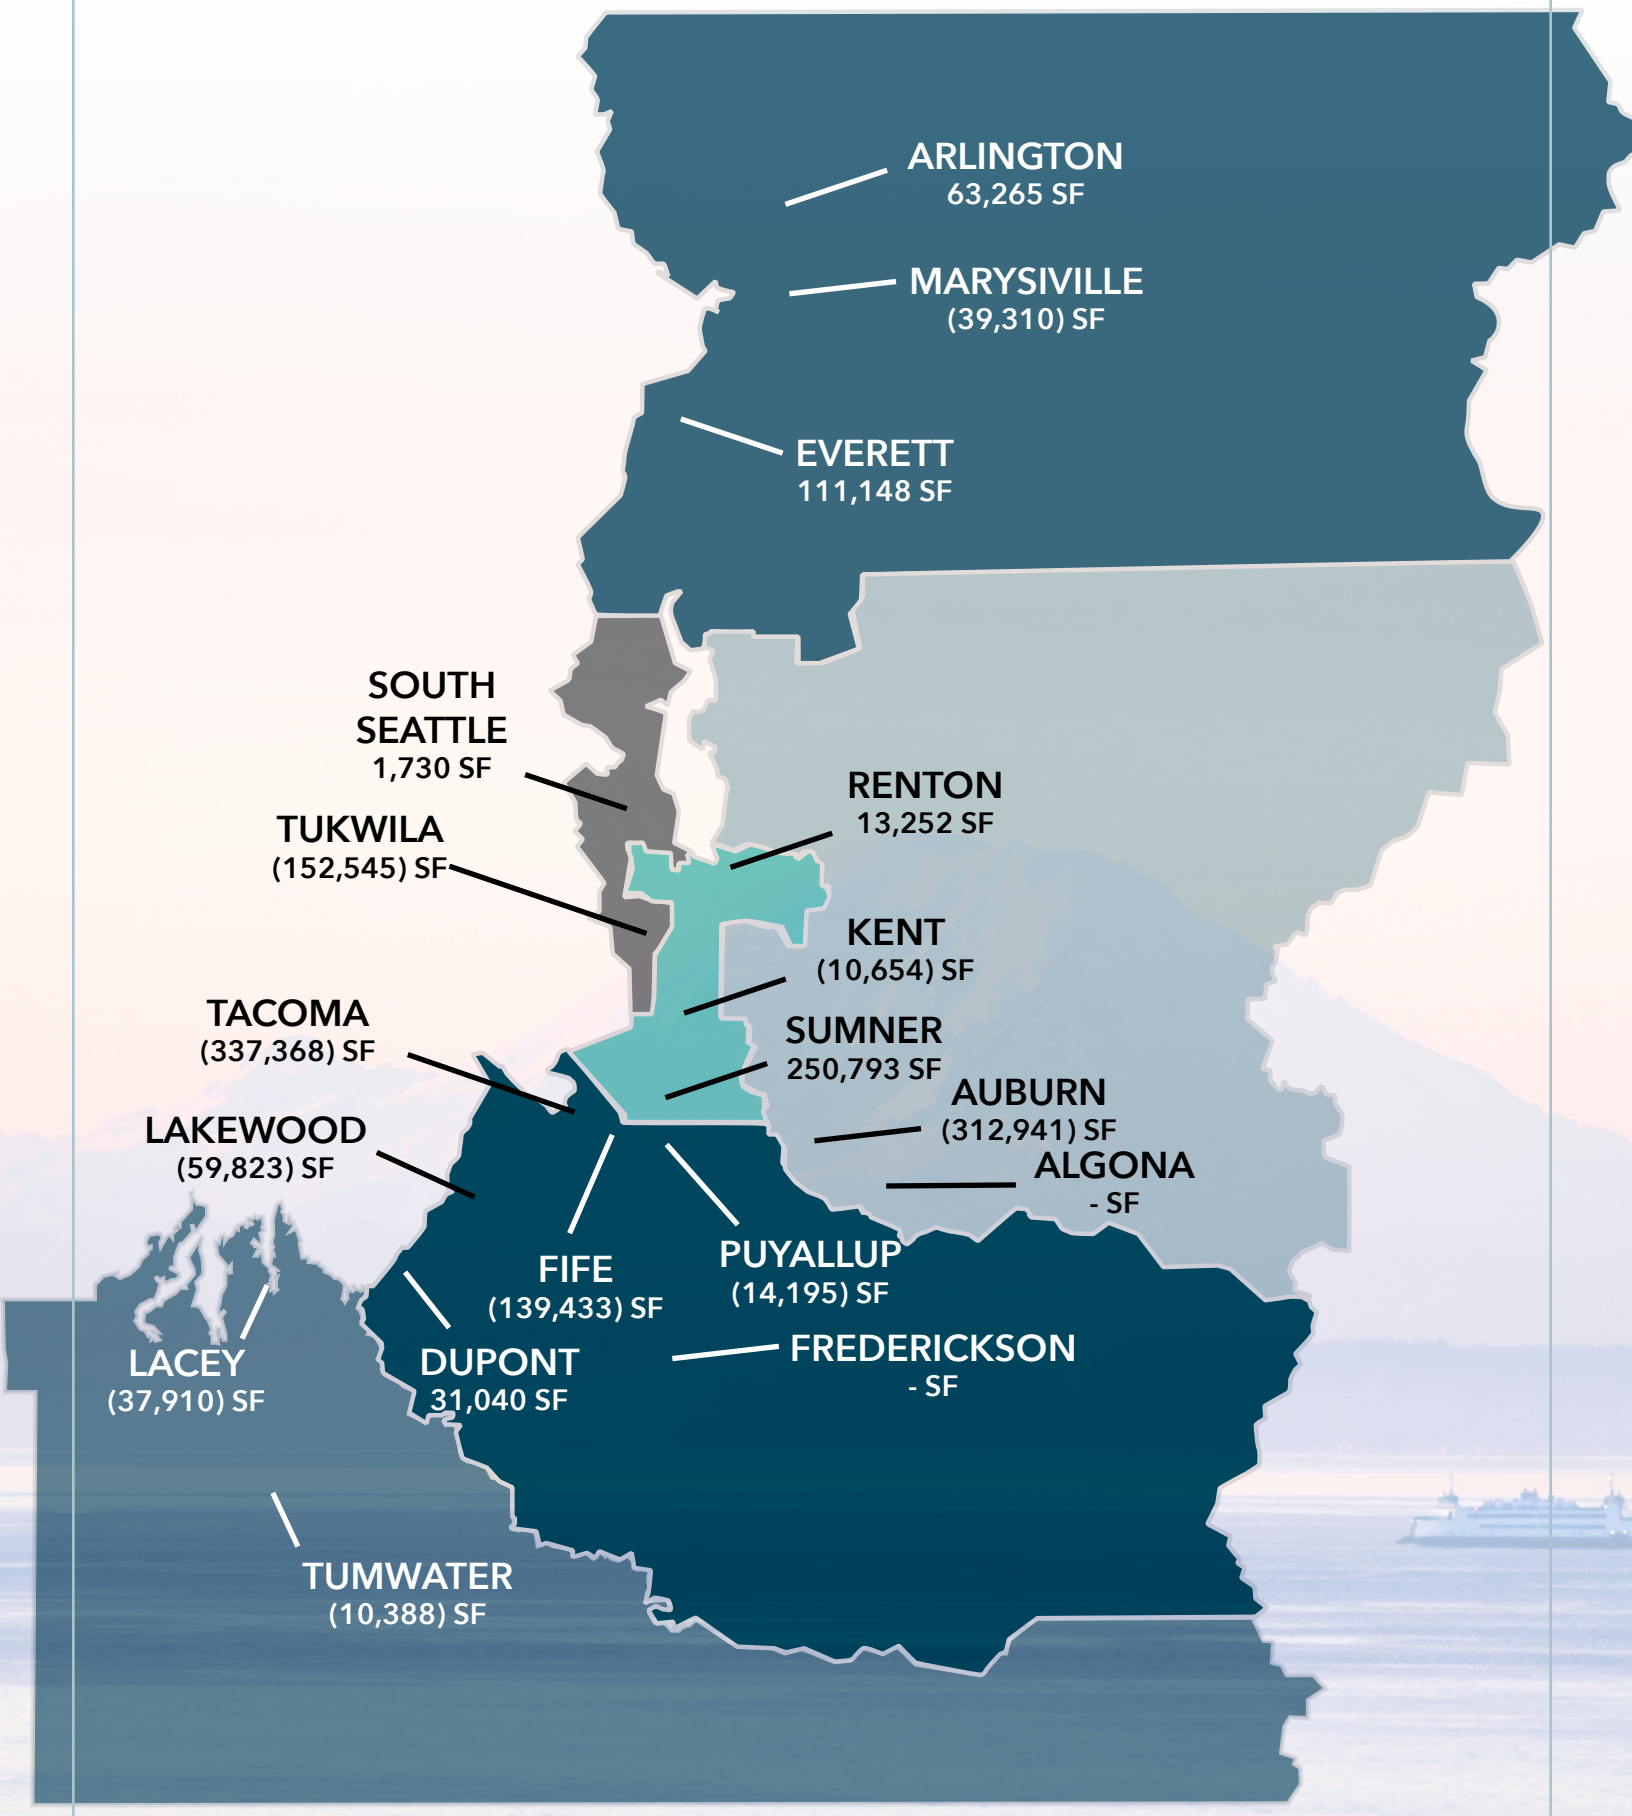 ARLINGTON
63,265 SF
MARYSIVILLE
(39,310) SF
EVERETT
111,148 SF
SOUTH
SEATTLE
1,730 SF
RENTON
13,252 SF
TUKWILA
(152,545) SF
KENT
(10,654) SF
TACOMA
(337,368) SF
SUMNER
250,793 SF
AUBURN
(312,941) SF
LAKEWOOD
(59,823) SF
ALGONA
- SF
FIFE
(139,433) SF
PUYALLUP
(14,195) SF
LACEY
(37,910) SF
DUPONT
31,040 SF
FREDERICKSON
- SF
TUMWATER
(10,388) SF